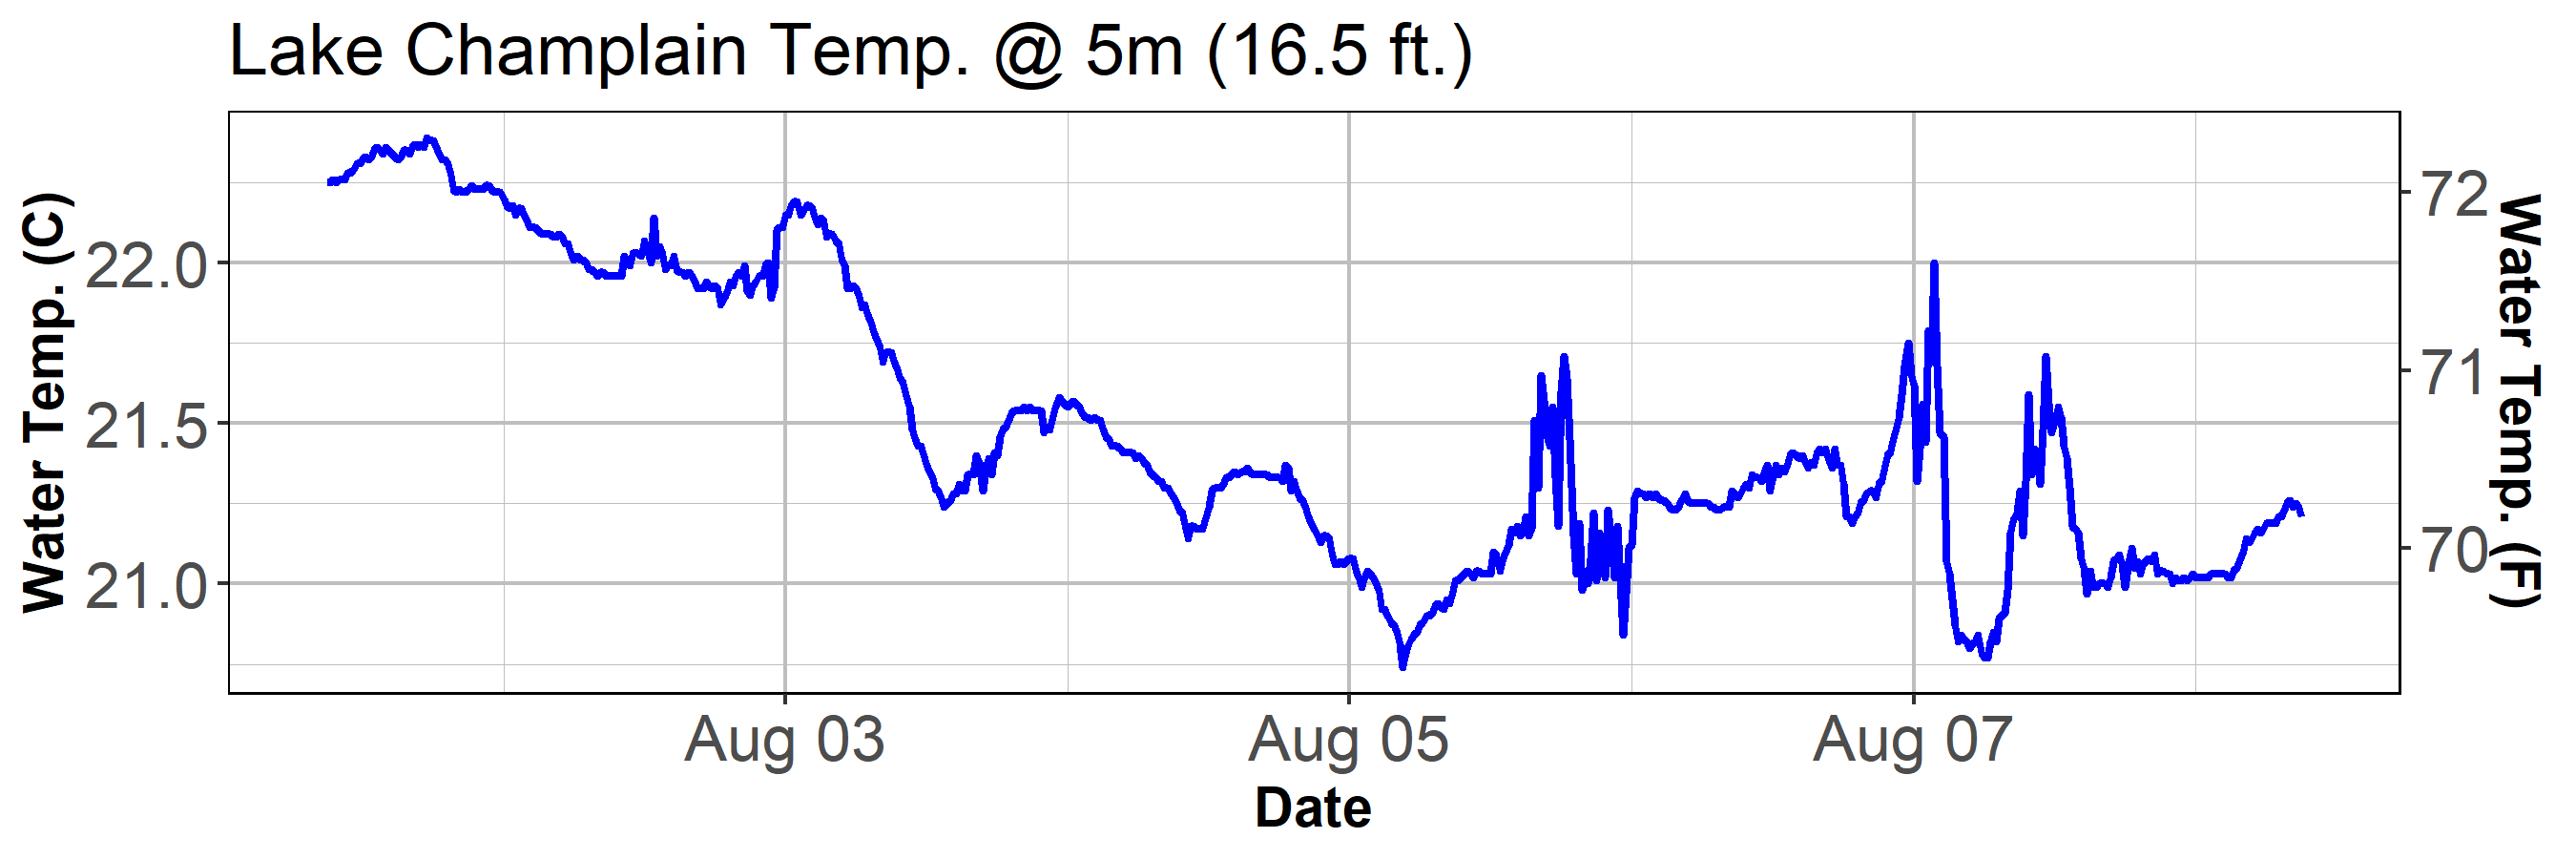 Lake Champlain Temp. @ 5m (16.5 ft.)
Water Temp. (C)
22.0
21.5
21.0
72
71
70
Water Temp. (F)
Aug 03
Aug 05
Aug 07
Date